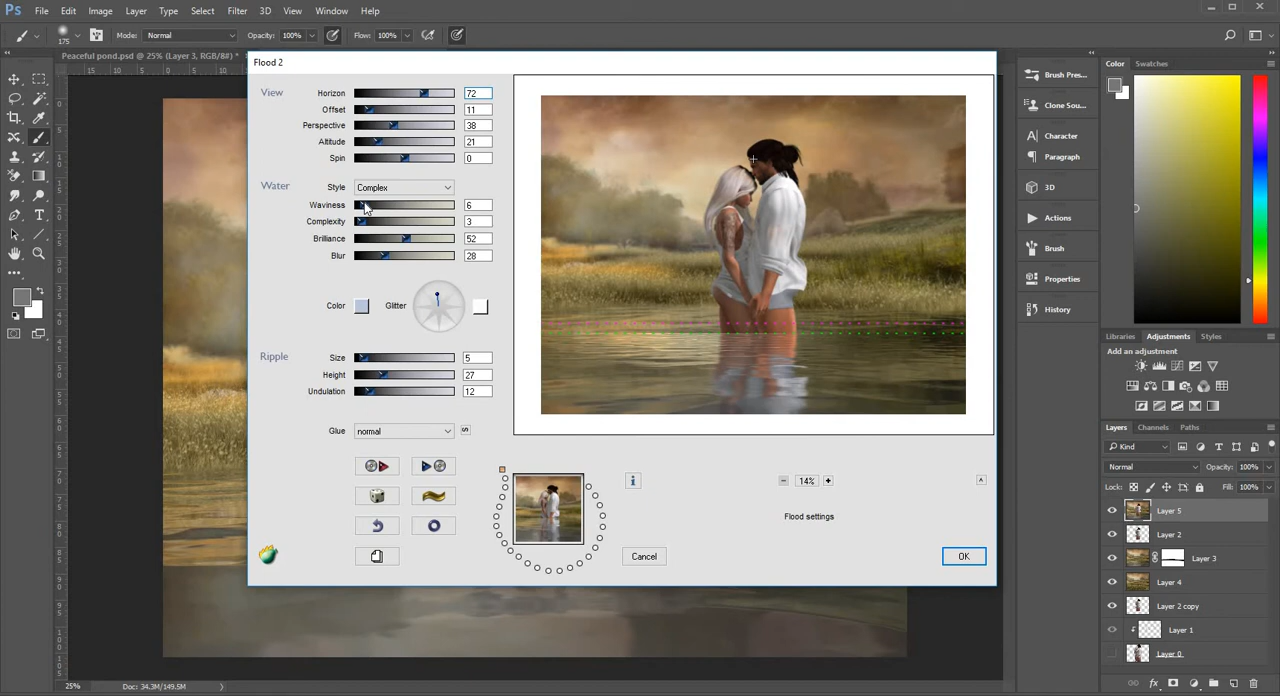 Ps File Edit Image Layer Type Select Filter 3D View Window Help
175 Mode: Normal Opacity: 100% Flow: 100%
Peaceful pond.psd @ 25% (Layer 3, RGB/8#) *
Flood 2
View Horizon 72
Offset 11
Perspective 38
Altitude 21
Spin 0
Water Style Complex
Waviness 6
Complexity 3
Brilliance 52
Blur 28
Color Glitter
Ripple Size 5
Height 27
Undulation 12
Glue normal
14%
Flood settings
Cancel OK
Brush Pres...
Clone Sou...
Character
Paragraph
3D
Actions
Brush
Properties
History
Color Swatches
Libraries Adjustments Styles
Add an adjustment
Layers Channels Paths
Kind
Normal Opacity: 100%
Lock: Fill: 100%
Layer 5
Layer 2
Layer 3
Layer 4
Layer 2 copy
Layer 1
Layer 0
25% Doc: 34.3M/149.5M